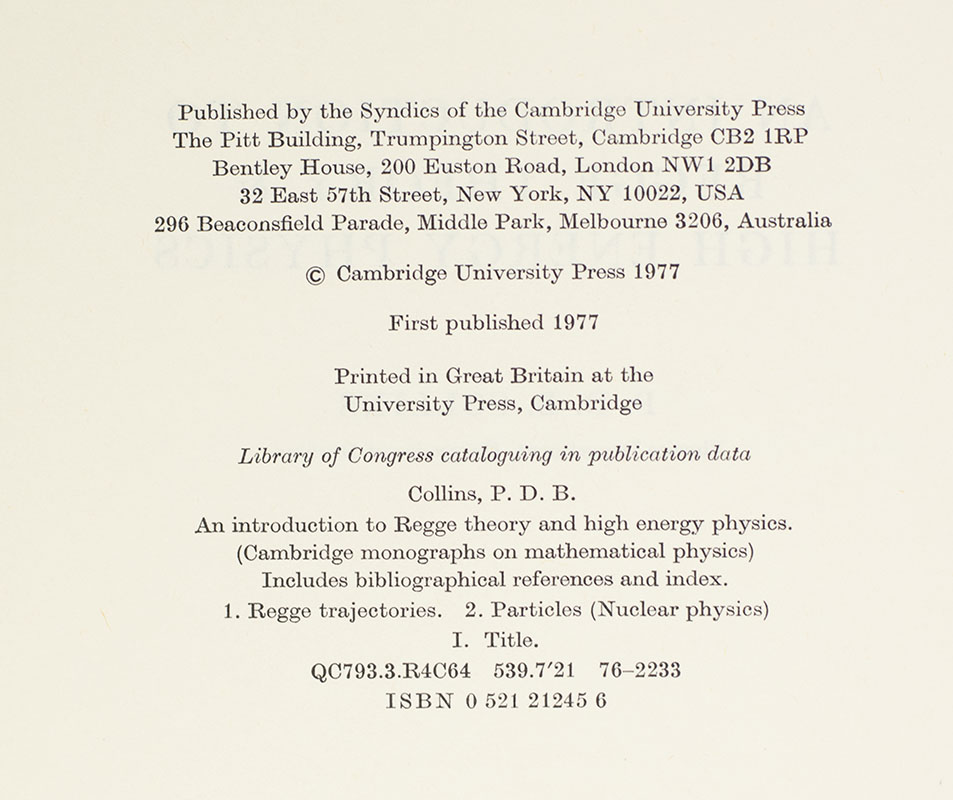 Published by the Syndics of the Cambridge University Press
The Pitt Building, Trumpington Street, Cambridge CB2 1RP
Bentley House, 200 Euston Road, London NW1 2DB
32 East 57th Street, New York, NY 10022, USA
296 Beaconsfield Parade, Middle Park, Melbourne 3206, Australia
© Cambridge University Press 1977
First published 1977
Printed in Great Britain at the
University Press, Cambridge
Library of Congress cataloguing in publication data
Collins, P. D. B.
An introduction to Regge theory and high energy physics.
(Cambridge monographs on mathematical physics)
Includes bibliographical references and index.
1. Regge trajectories. 2. Particles (Nuclear physics)
I. Title.
QC793.3.R4C64 539.7′21 76–2233
ISBN 0 521 21245 6